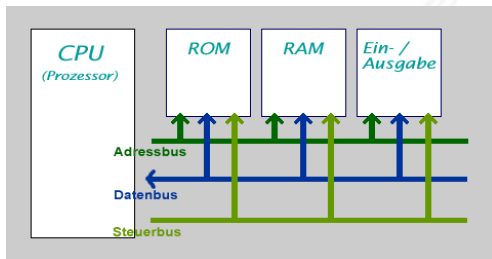 CPU
(Prozessor)
ROM
RAM
Ein- /
Ausgabe
Adressbus
Datenbus
Steuerbus